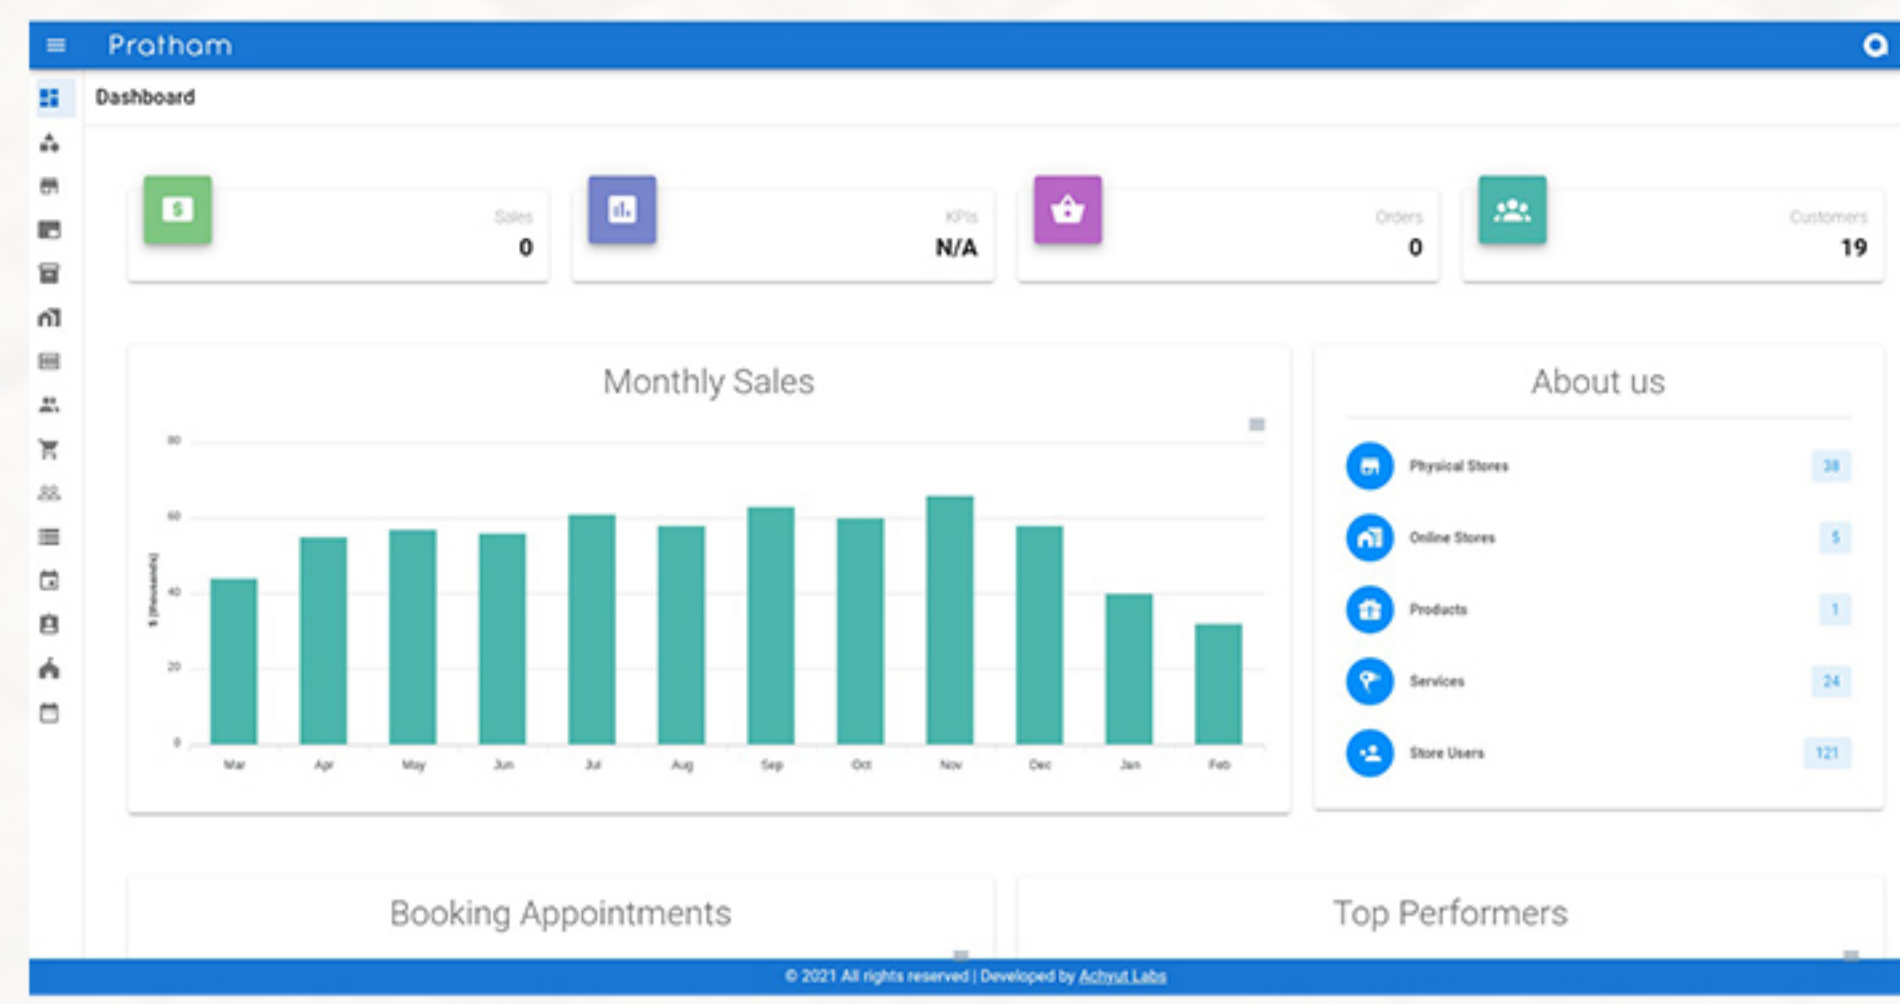 Pratham
Dashboard
Sales
0
KPIs
N/A
Orders
0
Customers
19
Monthly Sales
80
60
40
20
0
$ (thousands)
Mar Apr May Jun Jul Aug Sep Oct Nov Dec Jan Feb
About us
Physical Stores 38
Online Stores 5
Products 1
Services 24
Store Users 121
Booking Appointments
Top Performers
© 2021 All rights reserved | Developed by Achyut Labs